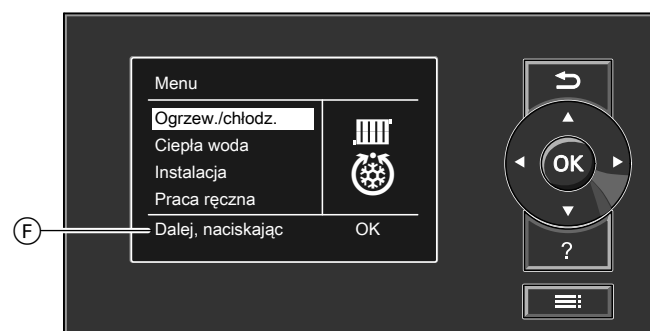 Menu
Ogrzew./chłodz.
Ciepła woda
Instalacja
Praca ręczna
Dalej, naciskając OK
F
OK
?